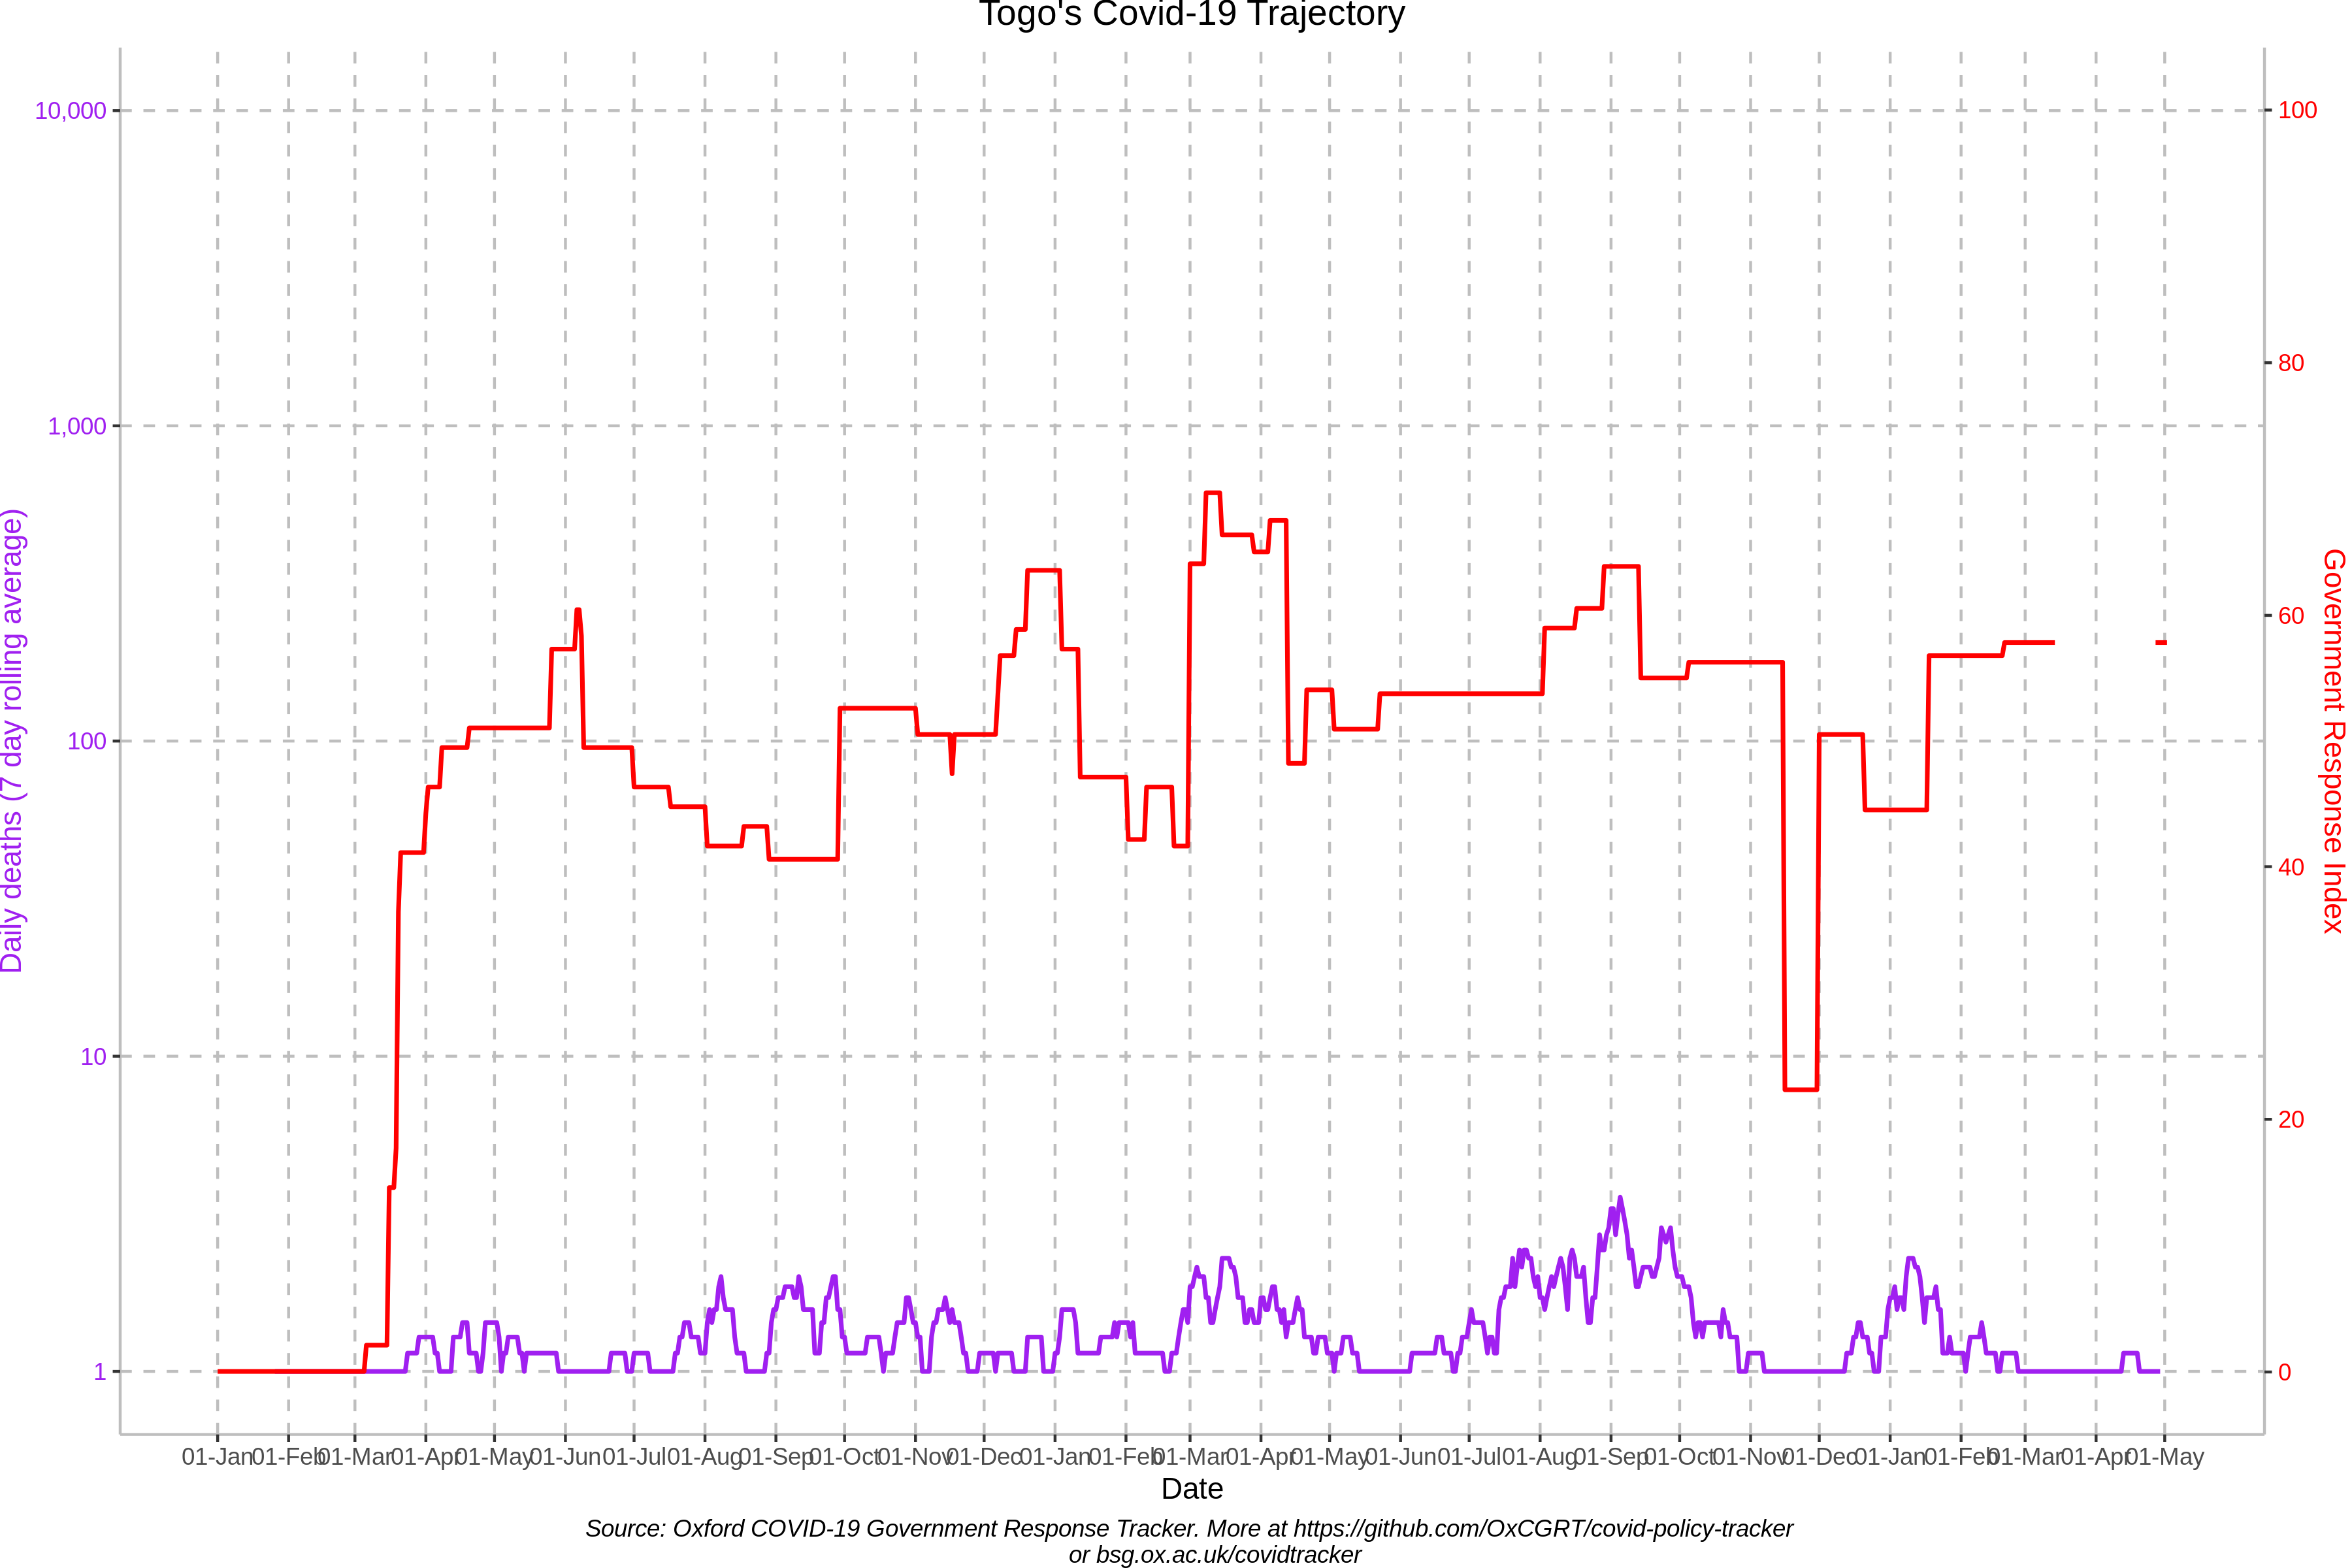 Togo's Covid-19 Trajectory
10,000
1,000
100
10
1
Daily deaths (7 day rolling average)
100
80
60
40
20
0
Government Response Index
01-Jan 01-Feb 01-Mar 01-Apr 01-May 01-Jun 01-Jul 01-Aug 01-Sep 01-Oct 01-Nov 01-Dec 01-Jan 01-Feb 01-Mar 01-Apr 01-May 01-Jun 01-Jul 01-Aug 01-Sep 01-Oct 01-Nov 01-Dec 01-Jan 01-Feb 01-Mar 01-Apr 01-May
Date
Source: Oxford COVID-19 Government Response Tracker. More at https://github.com/OxCGRT/covid-policy-tracker
or bsg.ox.ac.uk/covidtracker